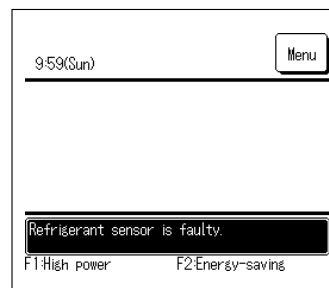 9:59(Sun)
Menu
Refrigerant sensor is faulty.
F1:High power
F2:Energy-saving